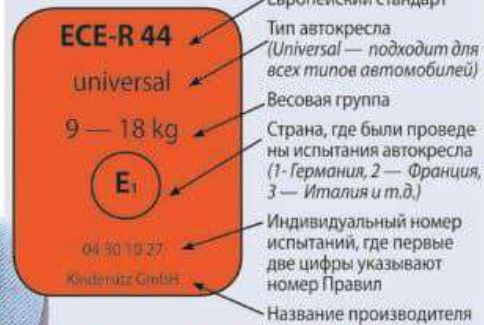 Европейский стандарт
ECE-R 44
Тип автокресла
(Universal — подходит для
всех типов автомобилей)
universal
Весовая группа
9 — 18 kg
Страна, где были проведе
ны испытания автокресла
(1- Германия, 2 — Франция,
3 — Италия и т.д.)
E1
Индивидуальный номер
испытаний, где первые
две цифры указывают
номер Правил
04 30 10 27
Название производителя
GmbH